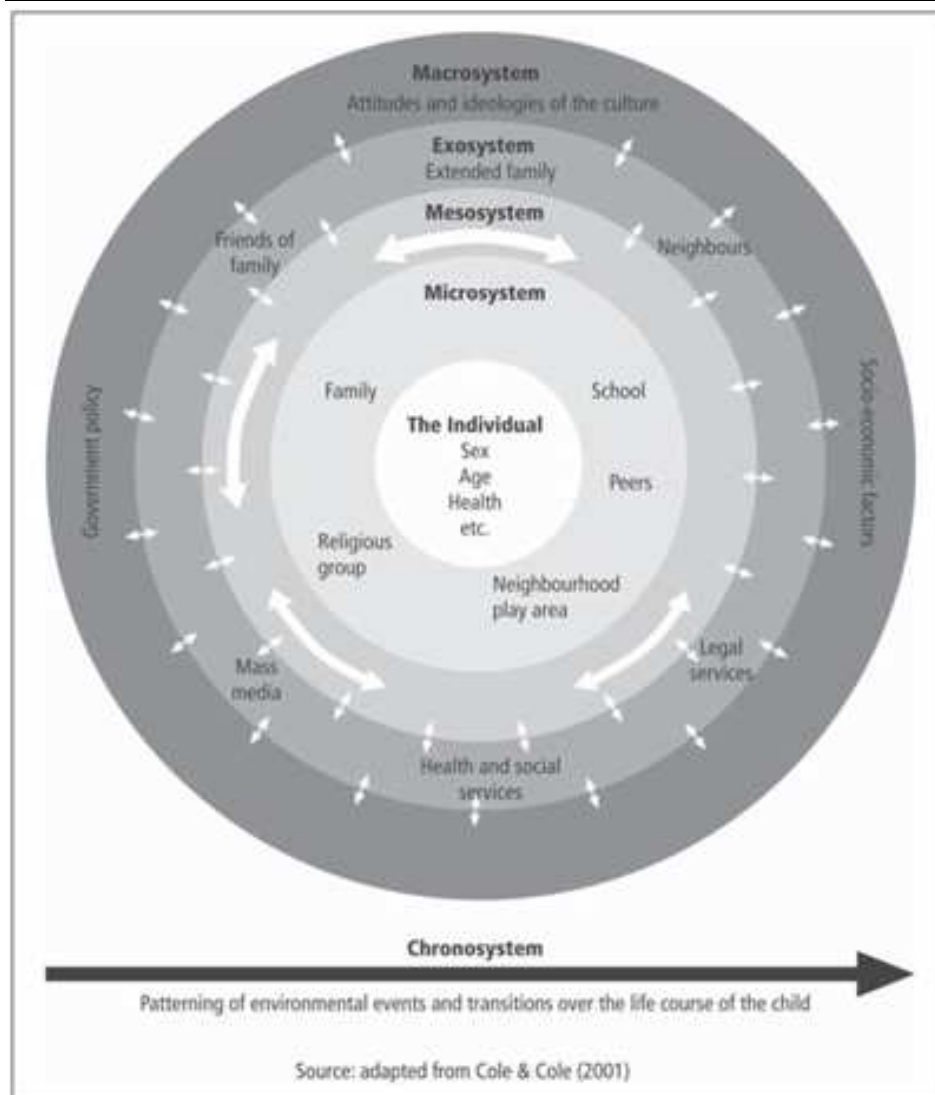 Macrosystem
Attitudes and ideologies of the culture
Exosystem
Extended family
Mesosystem
Friends of
family
Neighbours
Microsystem
Family
School
The Individual
Sex
Age
Health
etc.
Peers
Government policy
Socio-economic factors
Religious
group
Neighbourhood
play area
Mass
media
Legal
services
Health and social
services
Chronosystem
Patterning of environmental events and transitions over the life course of the child
Source: adapted from Cole & Cole (2001)